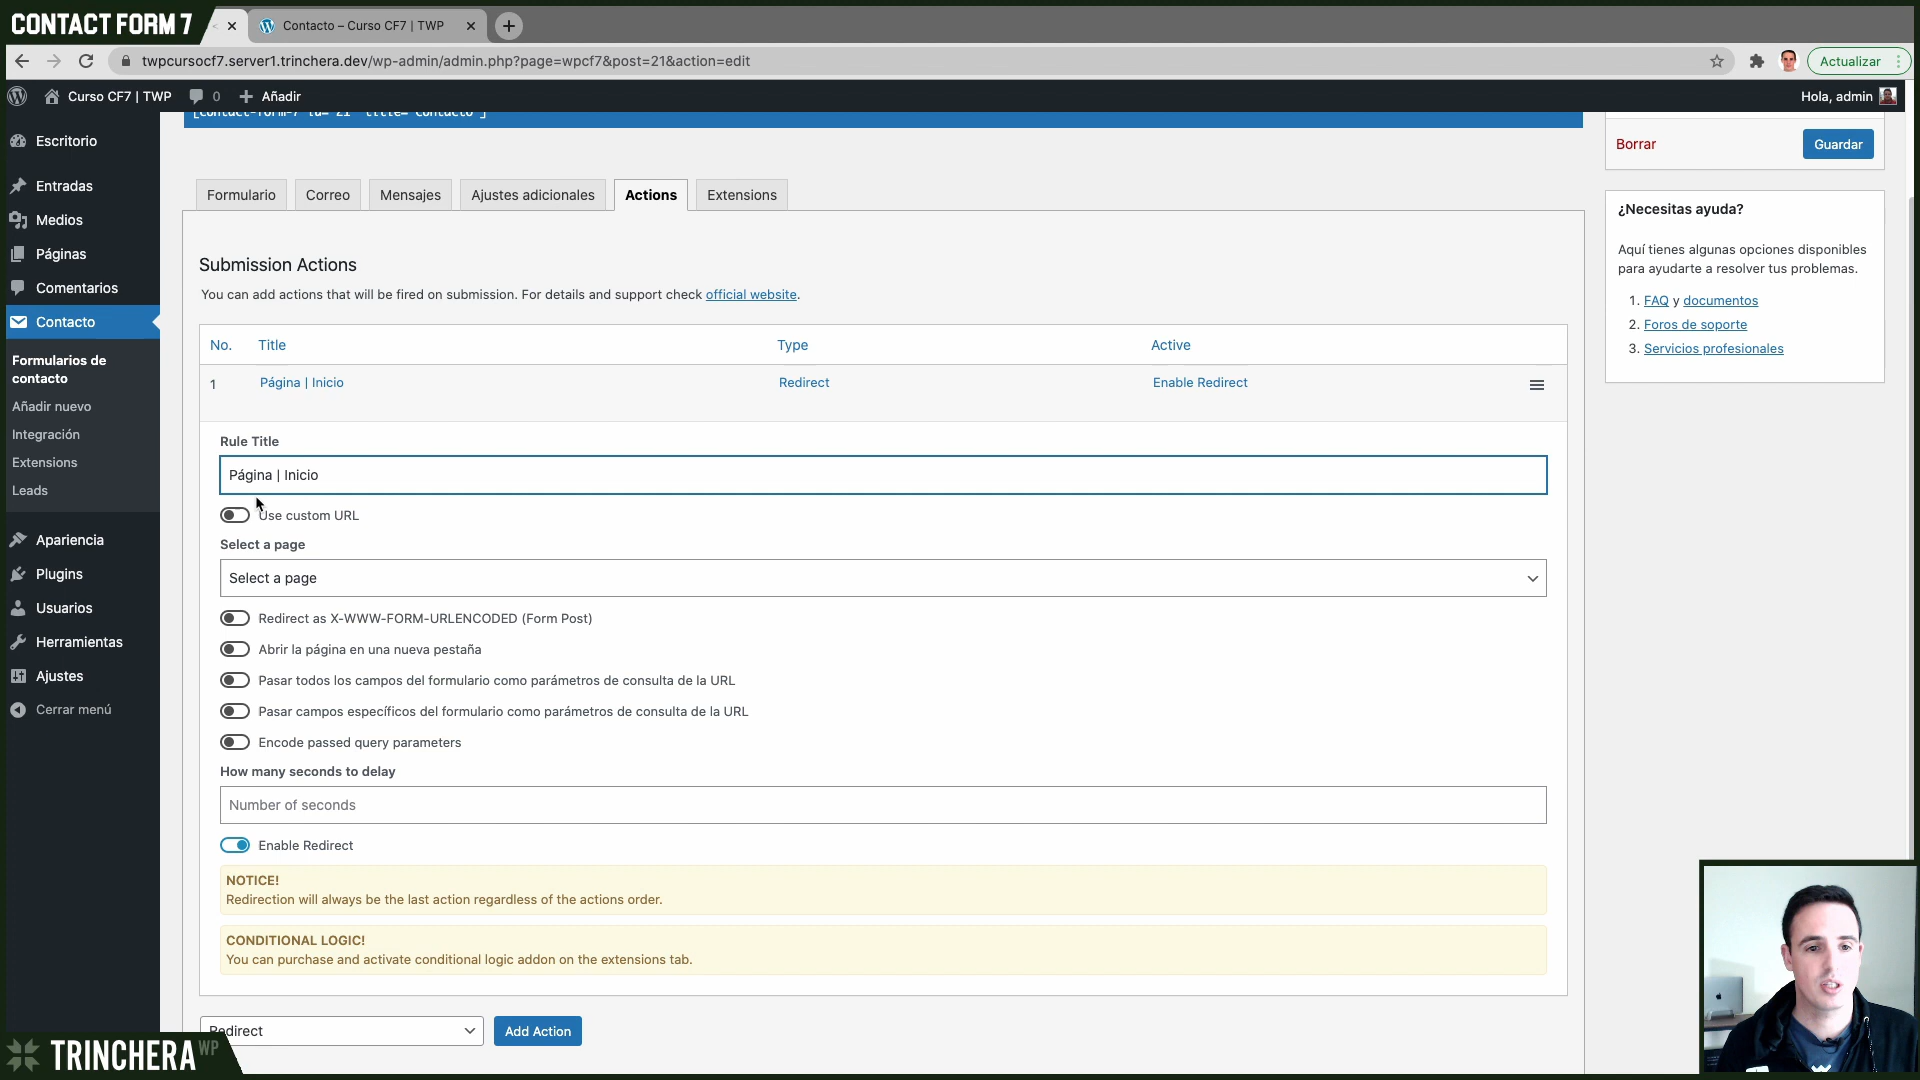 CONTACT FORM 7
Contacto – Curso CF7 | TWP
twpcursocf7.server1.trinchera.dev/wp-admin/admin.php?page=wpcf7&post=21&action=edit
Actualizar
Curso CF7 | TWP
0
Añadir
Hola, admin
[contact-form-7 id="21" title="Contacto"]
Escritorio
Entradas
Medios
Páginas
Comentarios
Contacto
Formularios de
contacto
Añadir nuevo
Integración
Extensions
Leads
Apariencia
Plugins
Usuarios
Herramientas
Ajustes
Cerrar menú
Formulario
Correo
Mensajes
Ajustes adicionales
Actions
Extensions
Submission Actions
You can add actions that will be fired on submission. For details and support check official website.
No. Title Type Active
1 Página | Inicio Redirect Enable Redirect
Rule Title
Página | Inicio
Use custom URL
Select a page
Select a page
Redirect as X-WWW-FORM-URLENCODED (Form Post)
Abrir la página en una nueva pestaña
Pasar todos los campos del formulario como parámetros de consulta de la URL
Pasar campos específicos del formulario como parámetros de consulta de la URL
Encode passed query parameters
How many seconds to delay
Number of seconds
Enable Redirect
NOTICE!
Redirection will always be the last action regardless of the actions order.
CONDITIONAL LOGIC!
You can purchase and activate conditional logic addon on the extensions tab.
Redirect
Add Action
Borrar
Guardar
¿Necesitas ayuda?
Aquí tienes algunas opciones disponibles
para ayudarte a resolver tus problemas.
1. FAQ y documentos
2. Foros de soporte
3. Servicios profesionales
TRINCHERA WP